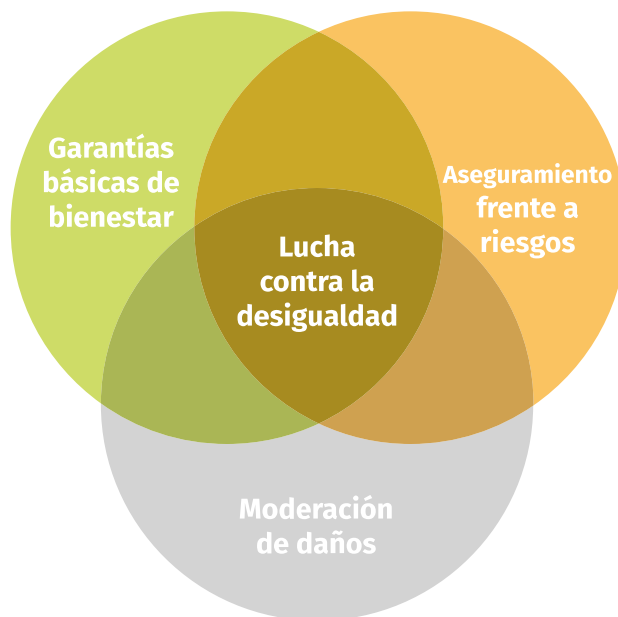 Garantías
básicas de
bienestar
Aseguramiento
frente a
riesgos
Lucha
contra la
desigualdad
Moderación
de daños